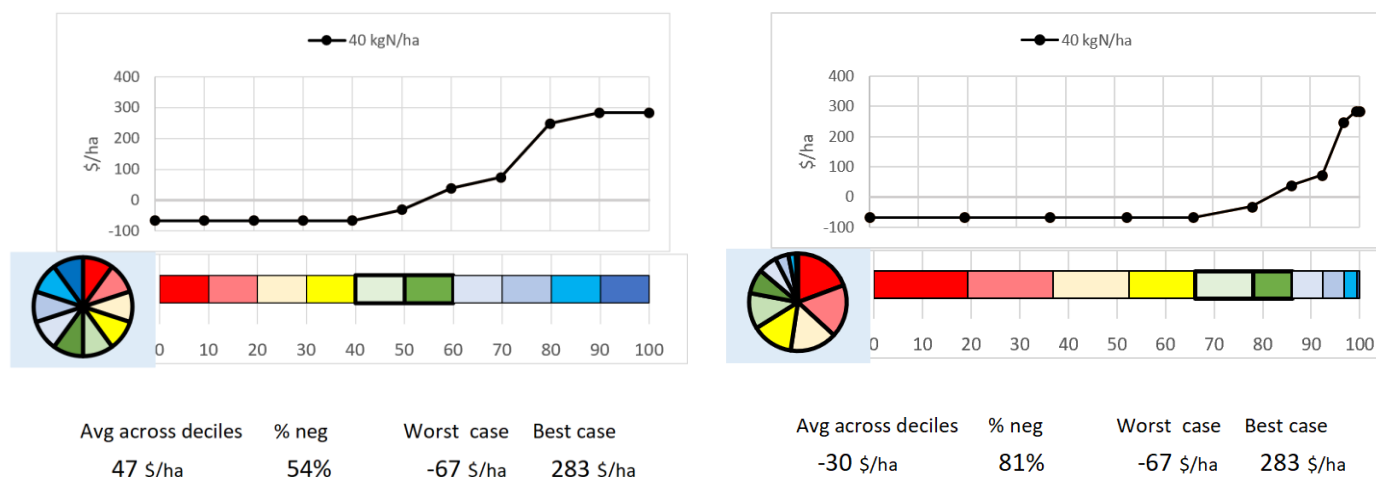 40 kgN/ha
400
300
200
100
0
-100
$/ha
0 10 20 30 40 50 60 70 80 90 100
Avg across deciles % neg Worst case Best case
47 $/ha 54% -67 $/ha 283 $/ha
40 kgN/ha
400
300
200
100
0
-100
$/ha
0 10 20 30 40 50 60 70 80 90 100
Avg across deciles % neg Worst case Best case
-30 $/ha 81% -67 $/ha 283 $/ha